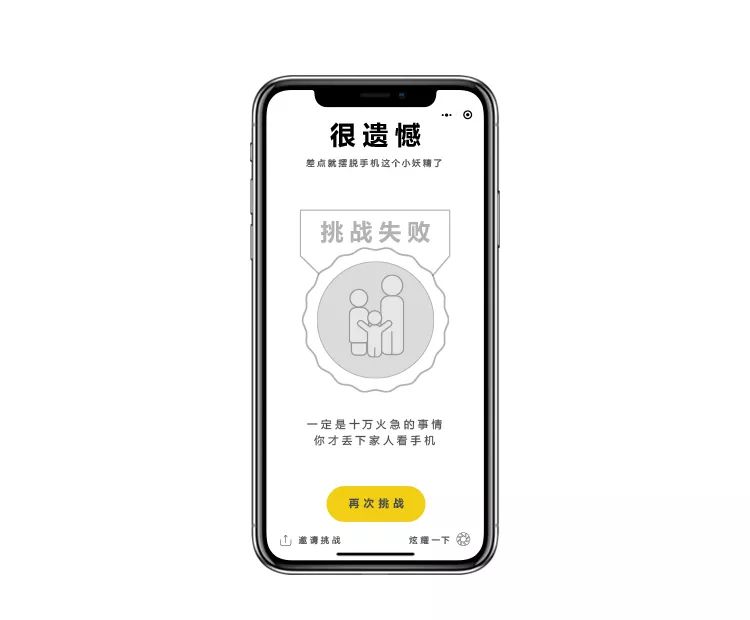 很遗憾
差点就摆脱手机这个小妖精了
挑战失败
一定是十万火急的事情
你才丢下家人看手机
再次挑战
邀请挑战
炫耀一下